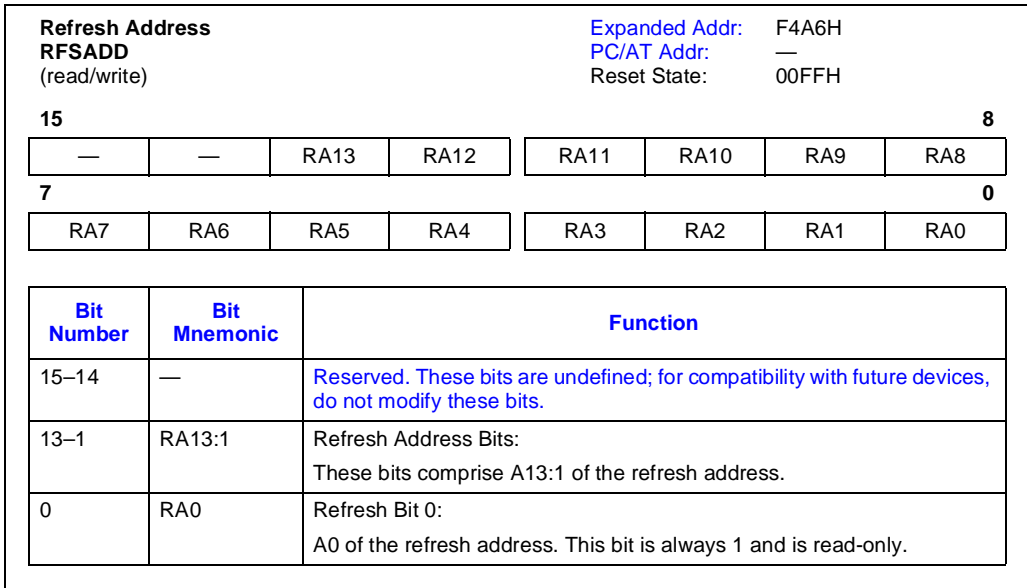 Refresh Address Expanded Addr: F4A6H
RFSADD PC/AT Addr: —
(read/write) Reset State: 00FFH
15 8
— — RA13 RA12 RA11 RA10 RA9 RA8
7 0
RA7 RA6 RA5 RA4 RA3 RA2 RA1 RA0
Bit Number Bit Mnemonic Function
15–14 — Reserved. These bits are undefined; for compatibility with future devices,
do not modify these bits.
13–1 RA13:1 Refresh Address Bits:
These bits comprise A13:1 of the refresh address.
0 RA0 Refresh Bit 0:
A0 of the refresh address. This bit is always 1 and is read-only.